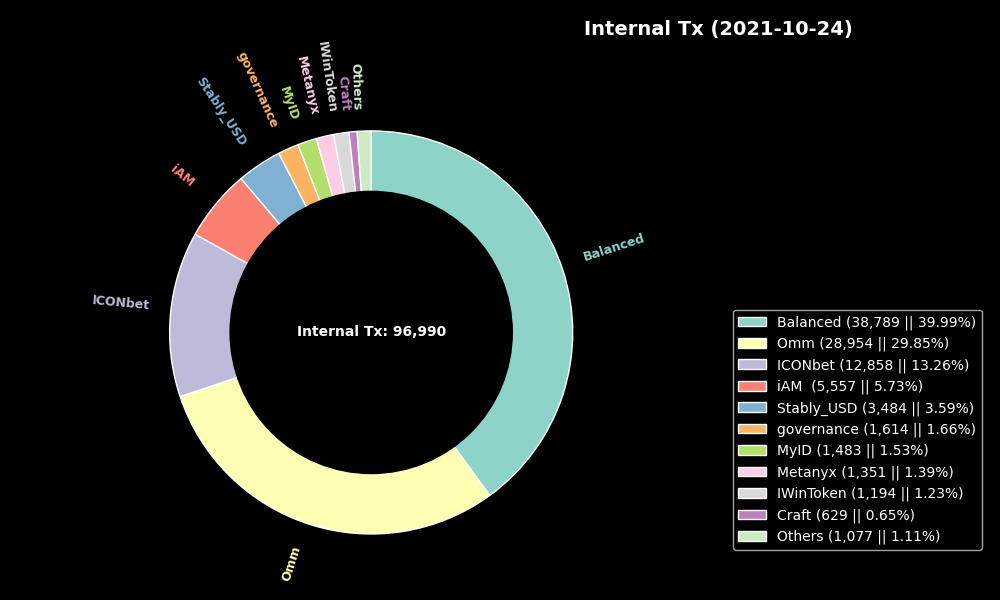 Internal Tx (2021-10-24)
Others
Craft
IWinToken
Metanyx
MyID
governance
Stably_USD
iAM
ICONbet
Omm
Balanced
Internal Tx: 96,990
Balanced (38,789 || 39.99%)
Omm (28,954 || 29.85%)
ICONbet (12,858 || 13.26%)
iAM  (5,557 || 5.73%)
Stably_USD (3,484 || 3.59%)
governance (1,614 || 1.66%)
MyID (1,483 || 1.53%)
Metanyx (1,351 || 1.39%)
IWinToken (1,194 || 1.23%)
Craft (629 || 0.65%)
Others (1,077 || 1.11%)